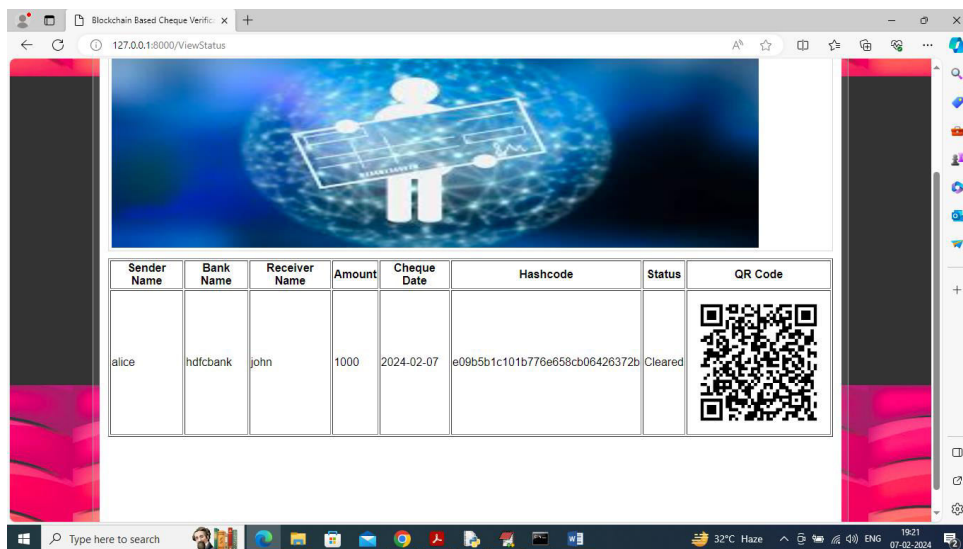 Blockchain Based Cheque Verific
127.0.0.1:8000/ViewStatus
Sender Name Bank Name Receiver Name Amount Cheque Date Hashcode Status QR Code
alice hdfcbank john 1000 2024-02-07 e09b5b1c101b776e658cb06426372b Cleared
Type here to search
32°C Haze ENG 19:21
07-02-2024